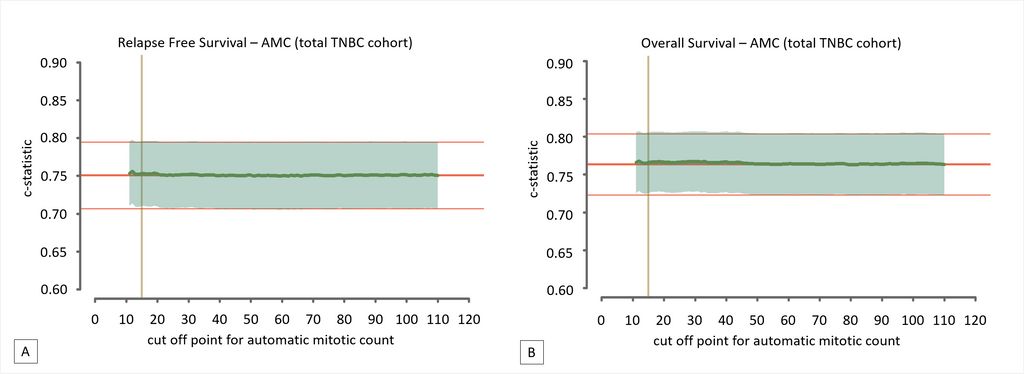 Relapse Free Survival – AMC (total TNBC cohort)
0.90
0.85
0.80
0.75
0.70
0.65
0.60
c-statistic
0 10 20 30 40 50 60 70 80 90 100 110 120
cut off point for automatic mitotic count
A
Overall Survival – AMC (total TNBC cohort)
0.90
0.85
0.80
0.75
0.70
0.65
0.60
c-statistic
0 10 20 30 40 50 60 70 80 90 100 110 120
cut off point for automatic mitotic count
B